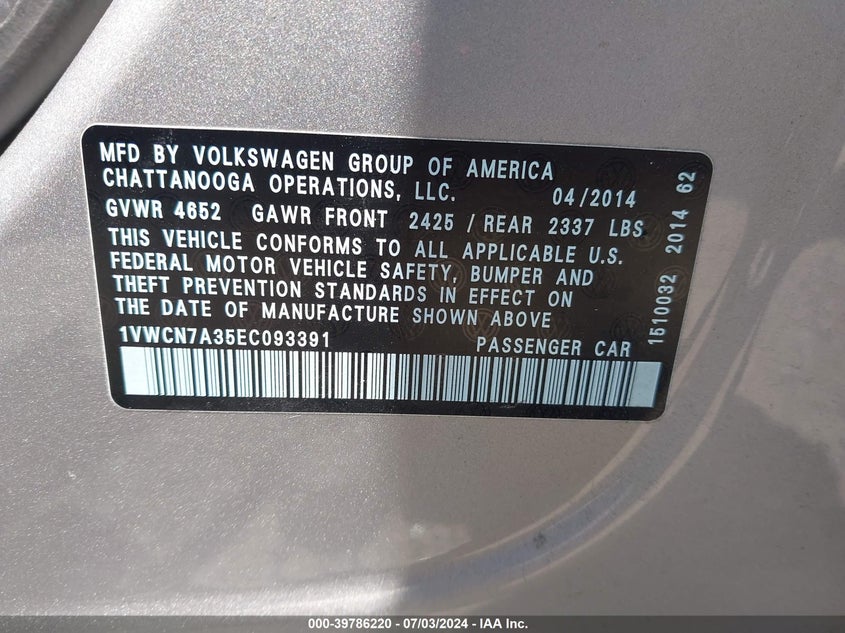 MFD BY VOLKSWAGEN GROUP OF AMERICA
CHATTANOOGA OPERATIONS, LLC. 04/2014
GVWR 4652 GAWR FRONT 2425 / REAR 2337 LBS
THIS VEHICLE CONFORMS TO ALL APPLICABLE U.S.
FEDERAL MOTOR VEHICLE SAFETY, BUMPER AND
THEFT PREVENTION STANDARDS IN EFFECT ON
THE DATE OF MANUFACTURE SHOWN ABOVE
1VWCN7A35EC093391 PASSENGER CAR
1510032 2014 62
000-39786220 - 07/03/2024 - IAA Inc.